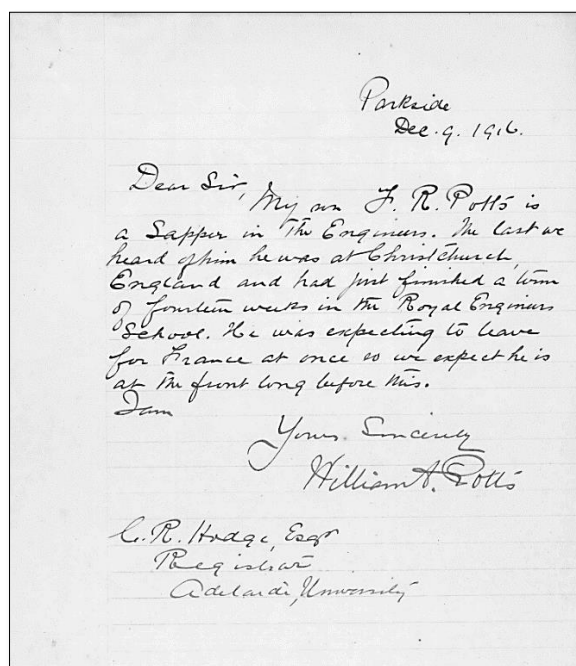 Parkside
Dec. 9. 1916.
Dear Sir,
My son F. R. Potts is
a Sapper in the Engineers. The last we
heard of him he was at Christchurch,
England and had just finished a term
of fourteen weeks in the Royal Engineers
School. He was expecting to leave
for France at once so we expect he is
at the front long before this.
I am
Yours Sincerely
William A. Potts
C. R. Hodge, Esqr
Registrar
Adelaide, University